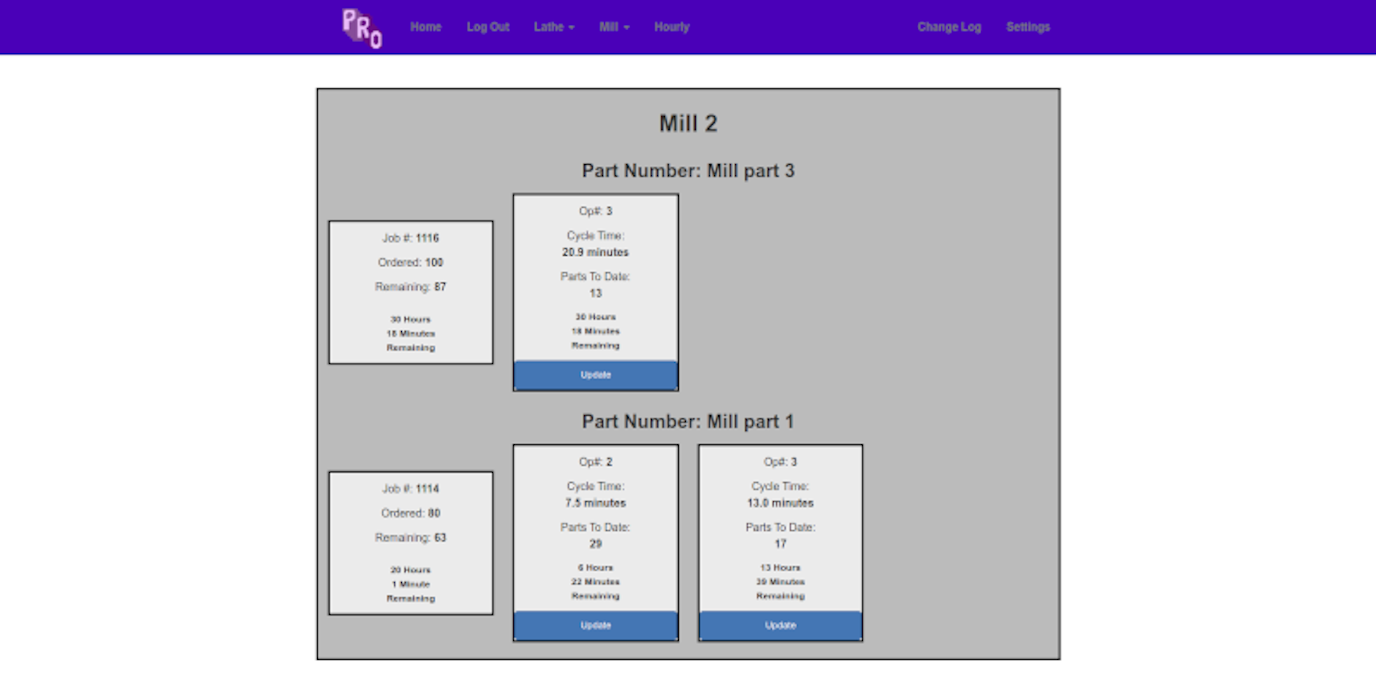 PRO
Home Log Out Lathe Mill Hourly Change Log Settings
Mill 2
Part Number: Mill part 3
Job #: 1116
Ordered: 100
Remaining: 87
30 Hours
18 Minutes
Remaining
Op#: 3
Cycle Time:
20.9 minutes
Parts To Date:
13
30 Hours
18 Minutes
Remaining
Update
Part Number: Mill part 1
Job #: 1114
Ordered: 80
Remaining: 63
20 Hours
1 Minute
Remaining
Op#: 2
Cycle Time:
7.5 minutes
Parts To Date:
29
6 Hours
22 Minutes
Remaining
Update
Op#: 3
Cycle Time:
13.0 minutes
Parts To Date:
17
13 Hours
39 Minutes
Remaining
Update